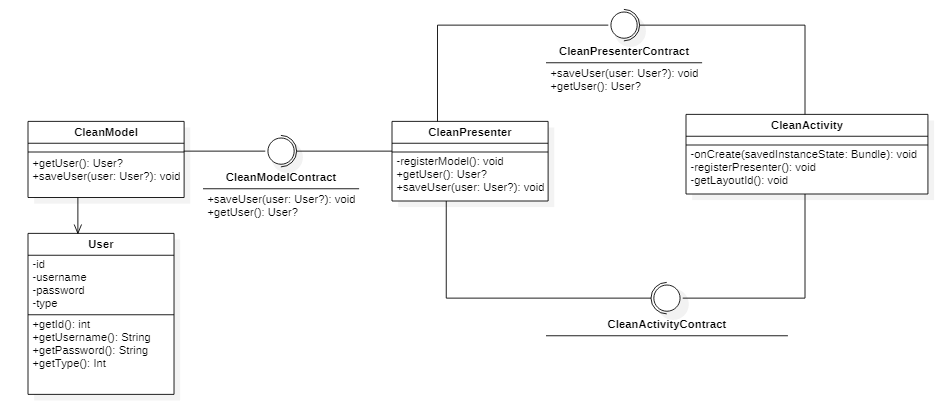 CleanPresenterContract
+saveUser(user: User?): void
+getUser(): User?
CleanModel
+getUser(): User?
+saveUser(user: User?): void
CleanModelContract
+saveUser(user: User?): void
+getUser(): User?
CleanPresenter
-registerModel(): void
+getUser(): User?
+saveUser(user: User?): void
CleanActivity
-onCreate(savedInstanceState: Bundle): void
-registerPresenter(): void
-getLayoutId(): void
User
-id
-username
-password
-type
+getId(): int
+getUsername(): String
+getPassword(): String
+getType(): Int
CleanActivityContract